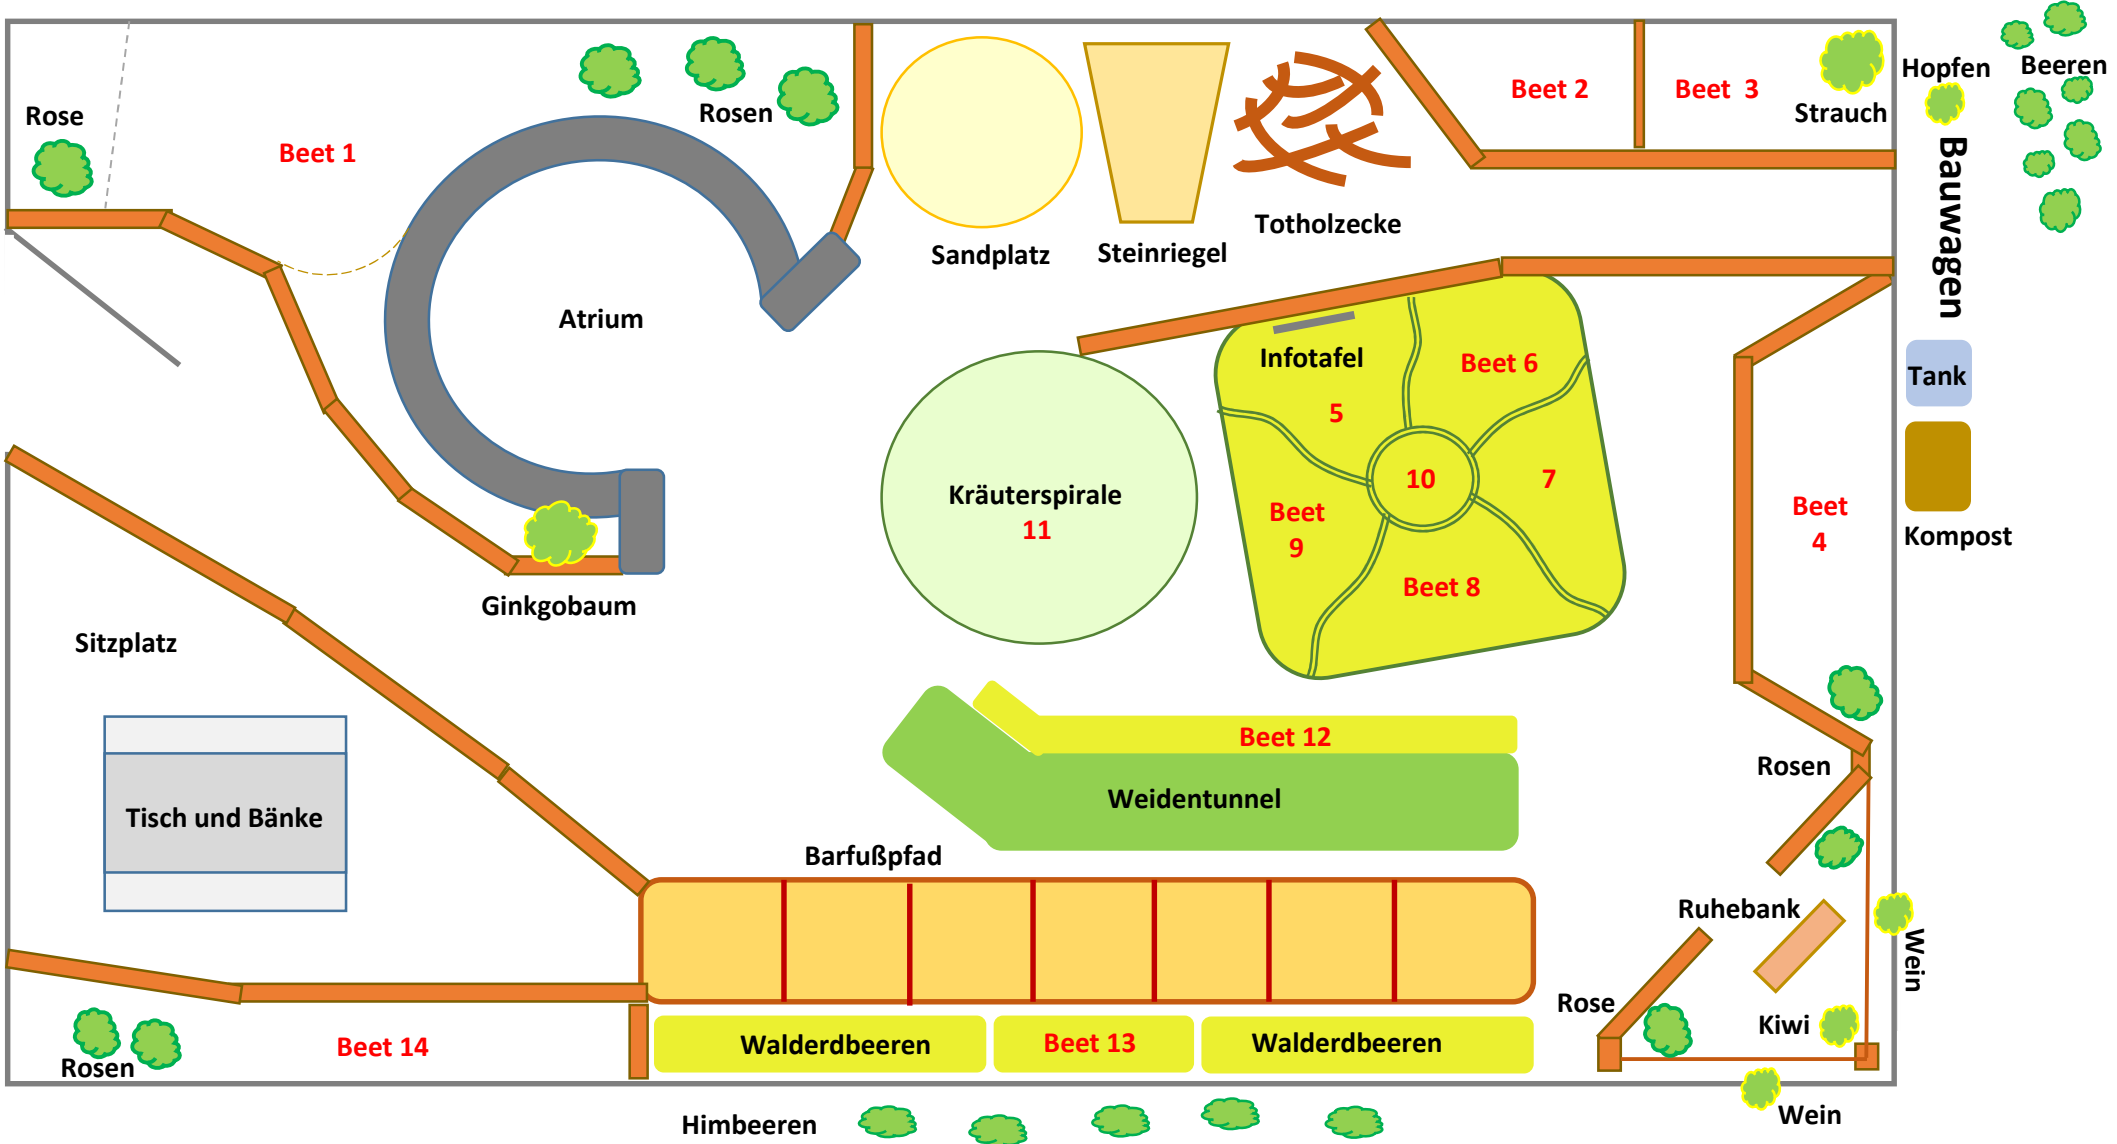 Hopfen
Beeren
Beet 2
Beet 3
Rose
Rosen
Strauch
Beet 1
Bauwagen
Totholzecke
Sandplatz
Steinriegel
Atrium
Infotafel
Beet 6
Tank
5
10
7
Kräuterspirale
11
Beet
9
Beet
4
Kompost
Beet 8
Ginkgobaum
Sitzplatz
Beet 12
Rosen
Weidentunnel
Tisch und Bänke
Barfußpfad
Ruhebank
Wein
Rose
Kiwi
Beet 14
Walderdbeeren
Beet 13
Walderdbeeren
Rosen
Himbeeren
Wein